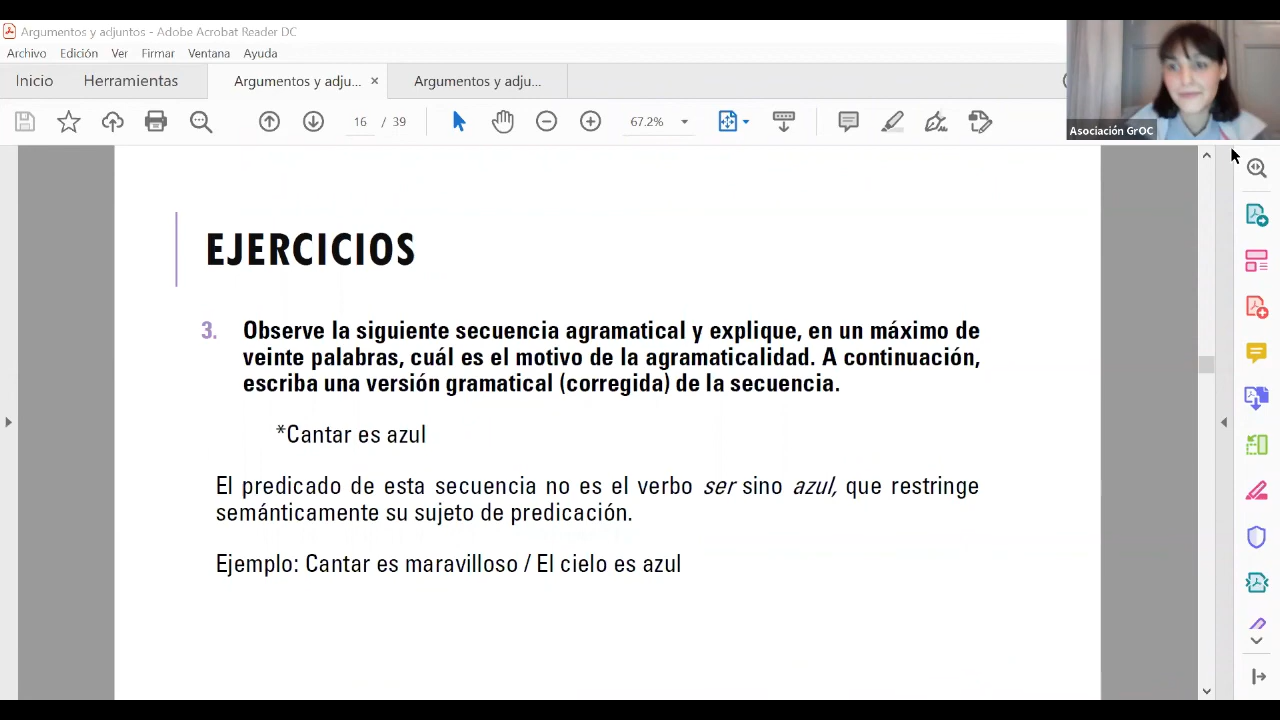 Argumentos y adjuntos - Adobe Acrobat Reader DC
Archivo Edición Ver Firmar Ventana Ayuda
Inicio Herramientas Argumentos y adju... × Argumentos y adju...
16 / 39 67.2%
Asociación GrOC
EJERCICIOS
3. Observe la siguiente secuencia agramatical y explique, en un máximo de
veinte palabras, cuál es el motivo de la agramaticalidad. A continuación,
escriba una versión gramatical (corregida) de la secuencia.
*Cantar es azul
El predicado de esta secuencia no es el verbo ser sino azul, que restringe
semánticamente su sujeto de predicación.
Ejemplo: Cantar es maravilloso / El cielo es azul